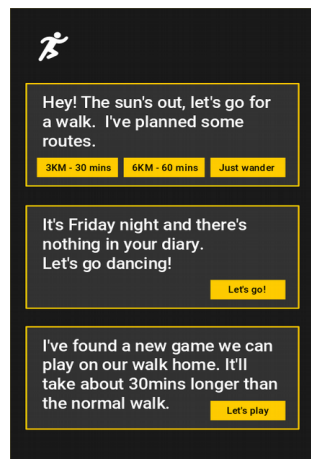 Hey! The sun's out, let's go for
a walk.  I've planned some
routes.
3KM - 30 mins
6KM - 60 mins
Just wander
It's Friday night and there's
nothing in your diary.
Let's go dancing!
Let's go!
I've found a new game we can
play on our walk home. It'll
take about 30mins longer than
the normal walk.
Let's play